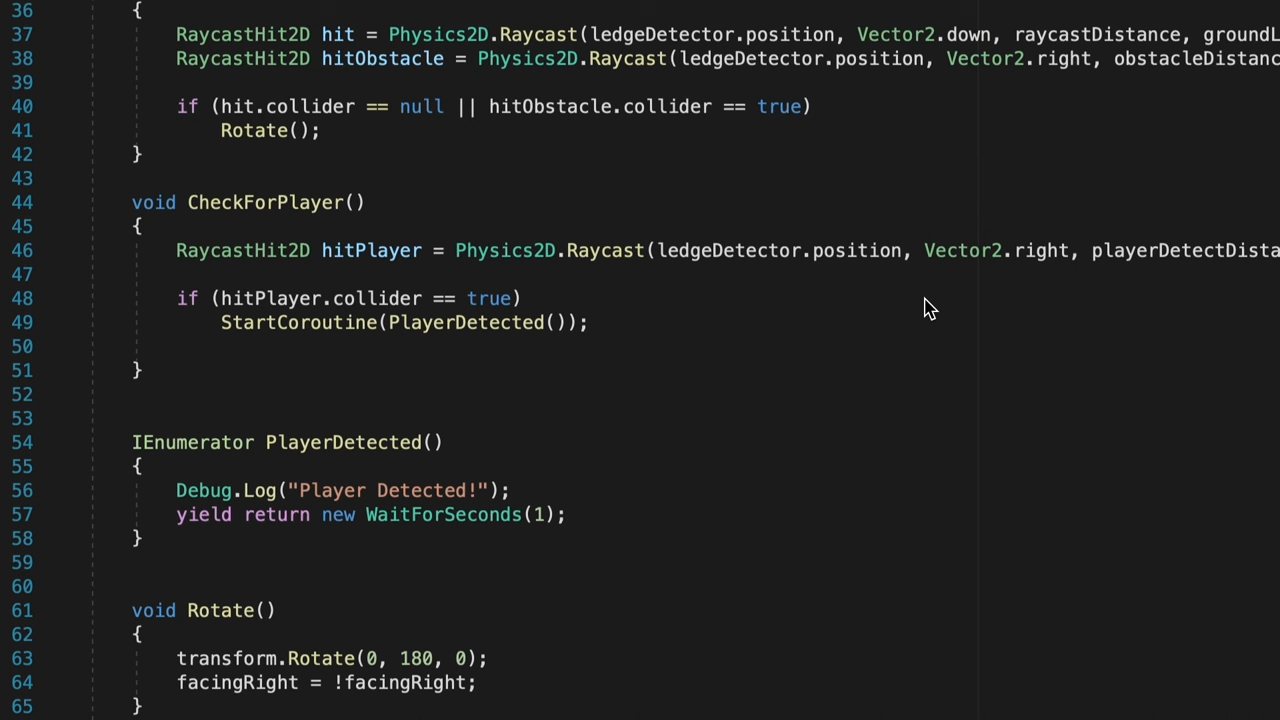 36 {
37 RaycastHit2D hit = Physics2D.Raycast(ledgeDetector.position, Vector2.down, raycastDistance, groundL
38 RaycastHit2D hitObstacle = Physics2D.Raycast(ledgeDetector.position, Vector2.right, obstacleDistanc
39
40 if (hit.collider == null || hitObstacle.collider == true)
41 Rotate();
42 }
43
44 void CheckForPlayer()
45 {
46 RaycastHit2D hitPlayer = Physics2D.Raycast(ledgeDetector.position, Vector2.right, playerDetectDista
47
48 if (hitPlayer.collider == true)
49 StartCoroutine(PlayerDetected());
50
51 }
52
53
54 IEnumerator PlayerDetected()
55 {
56 Debug.Log("Player Detected!");
57 yield return new WaitForSeconds(1);
58 }
59
60
61 void Rotate()
62 {
63 transform.Rotate(0, 180, 0);
64 facingRight = !facingRight;
65 }